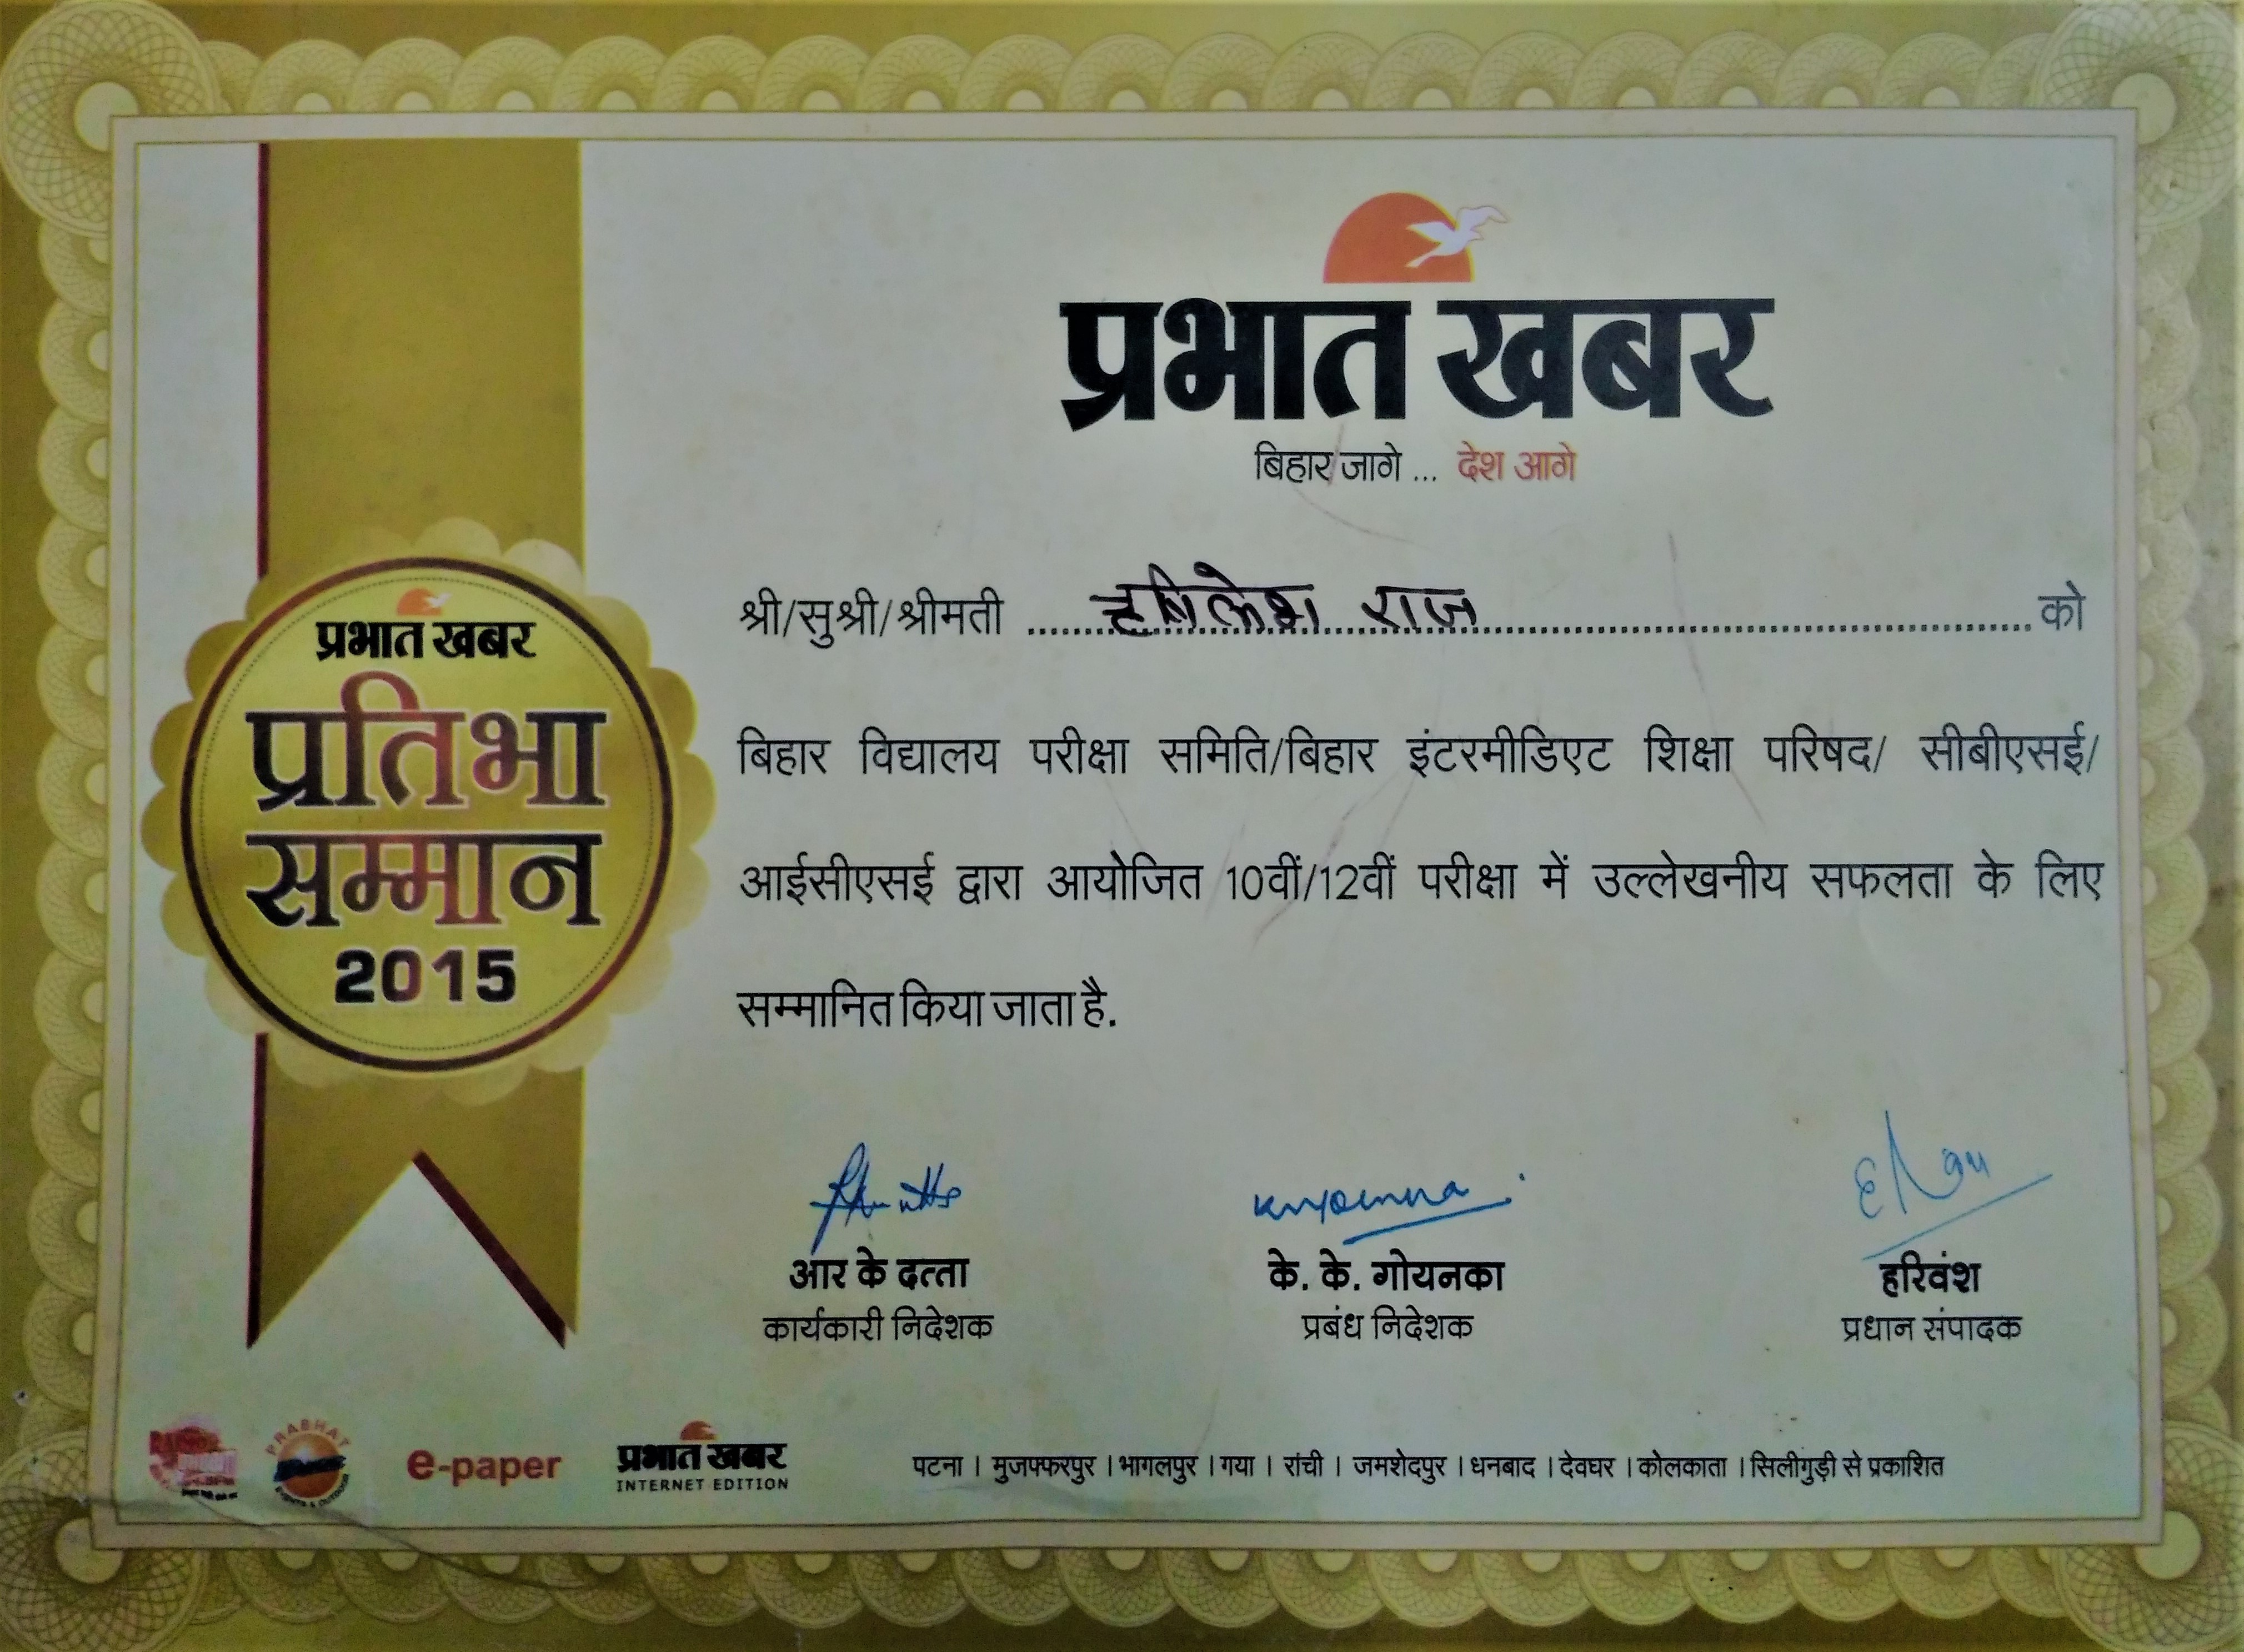 प्रभात खबर
बिहार जागे ... देश आगे
प्रभात खबर
प्रतिभा
सम्मान
2015
श्री/सुश्री/श्रीमती ऋषिकेश राज को
बिहार विद्यालय परीक्षा समिति/बिहार इंटरमीडिएट शिक्षा परिषद/ सीबीएसई/
आईसीएसई द्वारा आयोजित 10वीं/12वीं परीक्षा में उल्लेखनीय सफलता के लिए
सम्मानित किया जाता है.
आर के दत्ता
कार्यकारी निदेशक
के. के. गोयनका
प्रबंध निदेशक
हरिवंश
प्रधान संपादक
PRABHAT
e-paper
प्रभात खबर
INTERNET EDITION
पटना । मुजफ्फरपुर । भागलपुर । गया । रांची । जमशेदपुर । धनबाद । देवघर । कोलकाता । सिलीगुड़ी से प्रकाशित